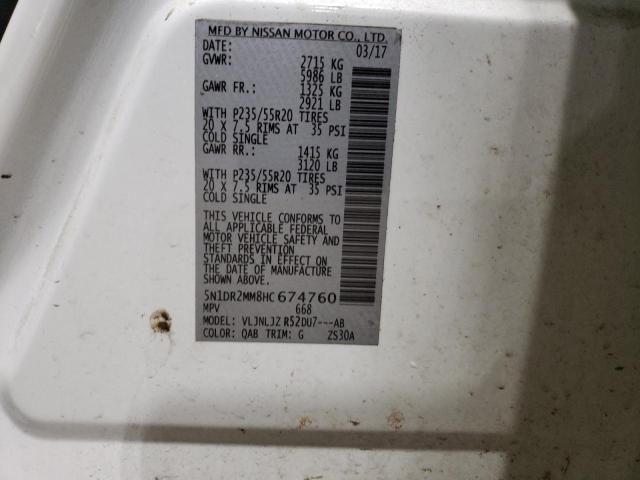 MFD BY NISSAN MOTOR CO., LTD.
DATE: 03/17
GVWR: 2715 KG
5986 LB
GAWR FR.: 1325 KG
2921 LB
WITH P235/55R20 TIRES
20 X 7.5 RIMS AT 35 PSI
COLD SINGLE
GAWR RR.: 1415 KG
3120 LB
WITH P235/55R20 TIRES
20 X 7.5 RIMS AT 35 PSI
COLD SINGLE
THIS VEHICLE CONFORMS TO
ALL APPLICABLE FEDERAL
MOTOR VEHICLE SAFETY AND
THEFT PREVENTION
STANDARDS IN EFFECT ON
THE DATE OF MANUFACTURE
SHOWN ABOVE.
5N1DR2MM8HC674760
MPV 668
MODEL: VLJNLJZ R52DU7---AB
COLOR: QAB TRIM: G ZS30A